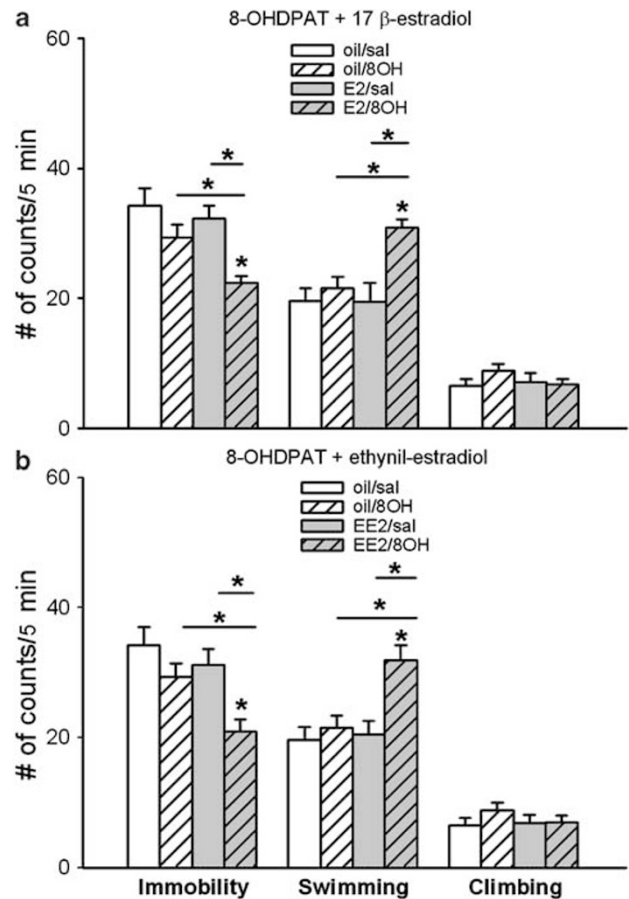 a
8-OHDPAT + 17 β-estradiol
60
oil/sal
oil/8OH
E2/sal
E2/8OH
*
*
*
*
*
*
40
20
0
# of counts/5 min
b
8-OHDPAT + ethynil-estradiol
60
oil/sal
oil/8OH
EE2/sal
EE2/8OH
*
*
*
*
*
*
40
20
0
# of counts/5 min
Immobility Swimming Climbing